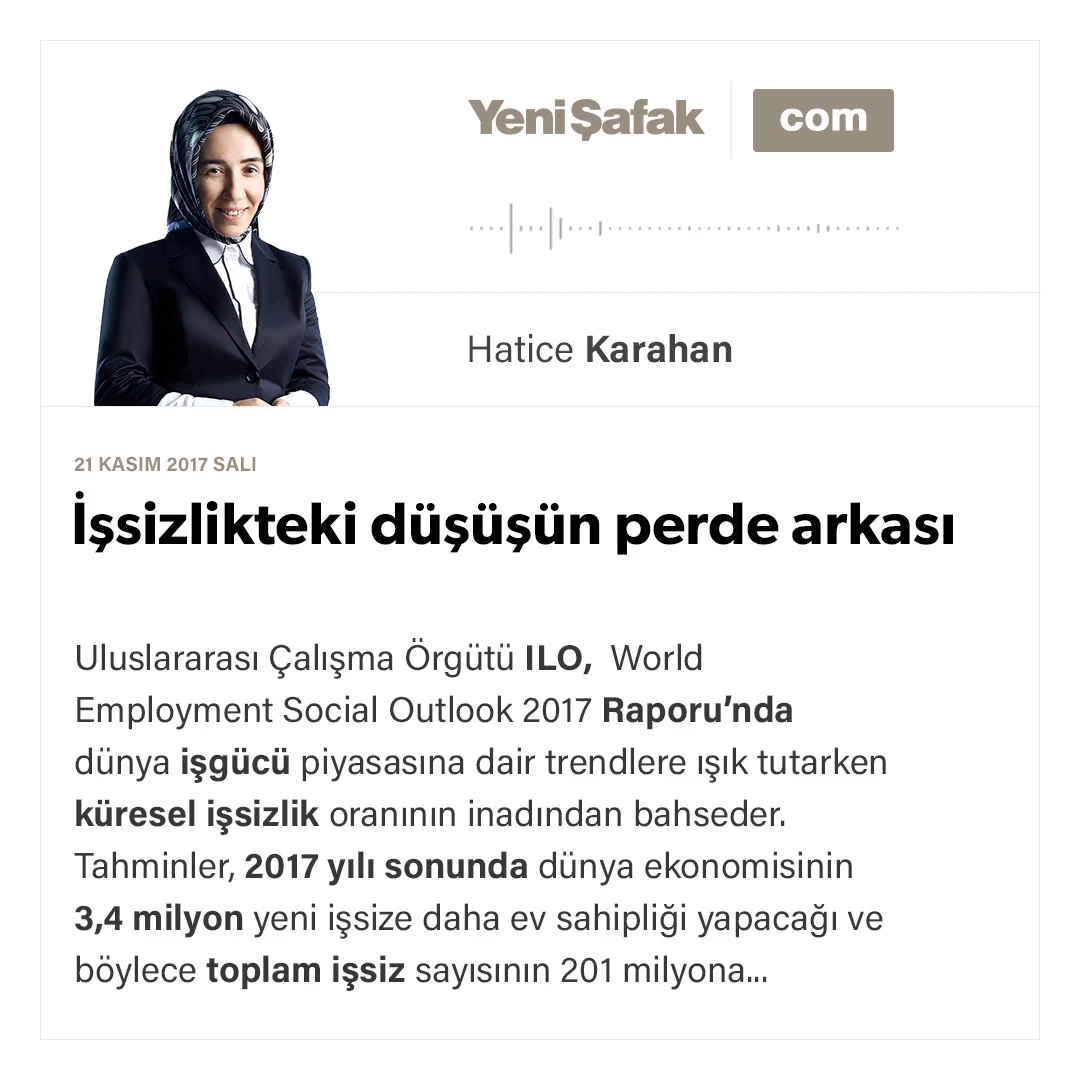 Yeni Şafak com
Hatice Karahan
21 KASIM 2017 SALI
İşsizlikteki düşüşün perde arkası
Uluslararası Çalışma Örgütü ILO, World
Employment Social Outlook 2017 Raporu’nda
dünya işgücü piyasasına dair trendlere ışık tutarken
küresel işsizlik oranının inadından bahseder.
Tahminler, 2017 yılı sonunda dünya ekonomisinin
3,4 milyon yeni işsize daha ev sahipliği yapacağı ve
böylece toplam işsiz sayısının 201 milyona...